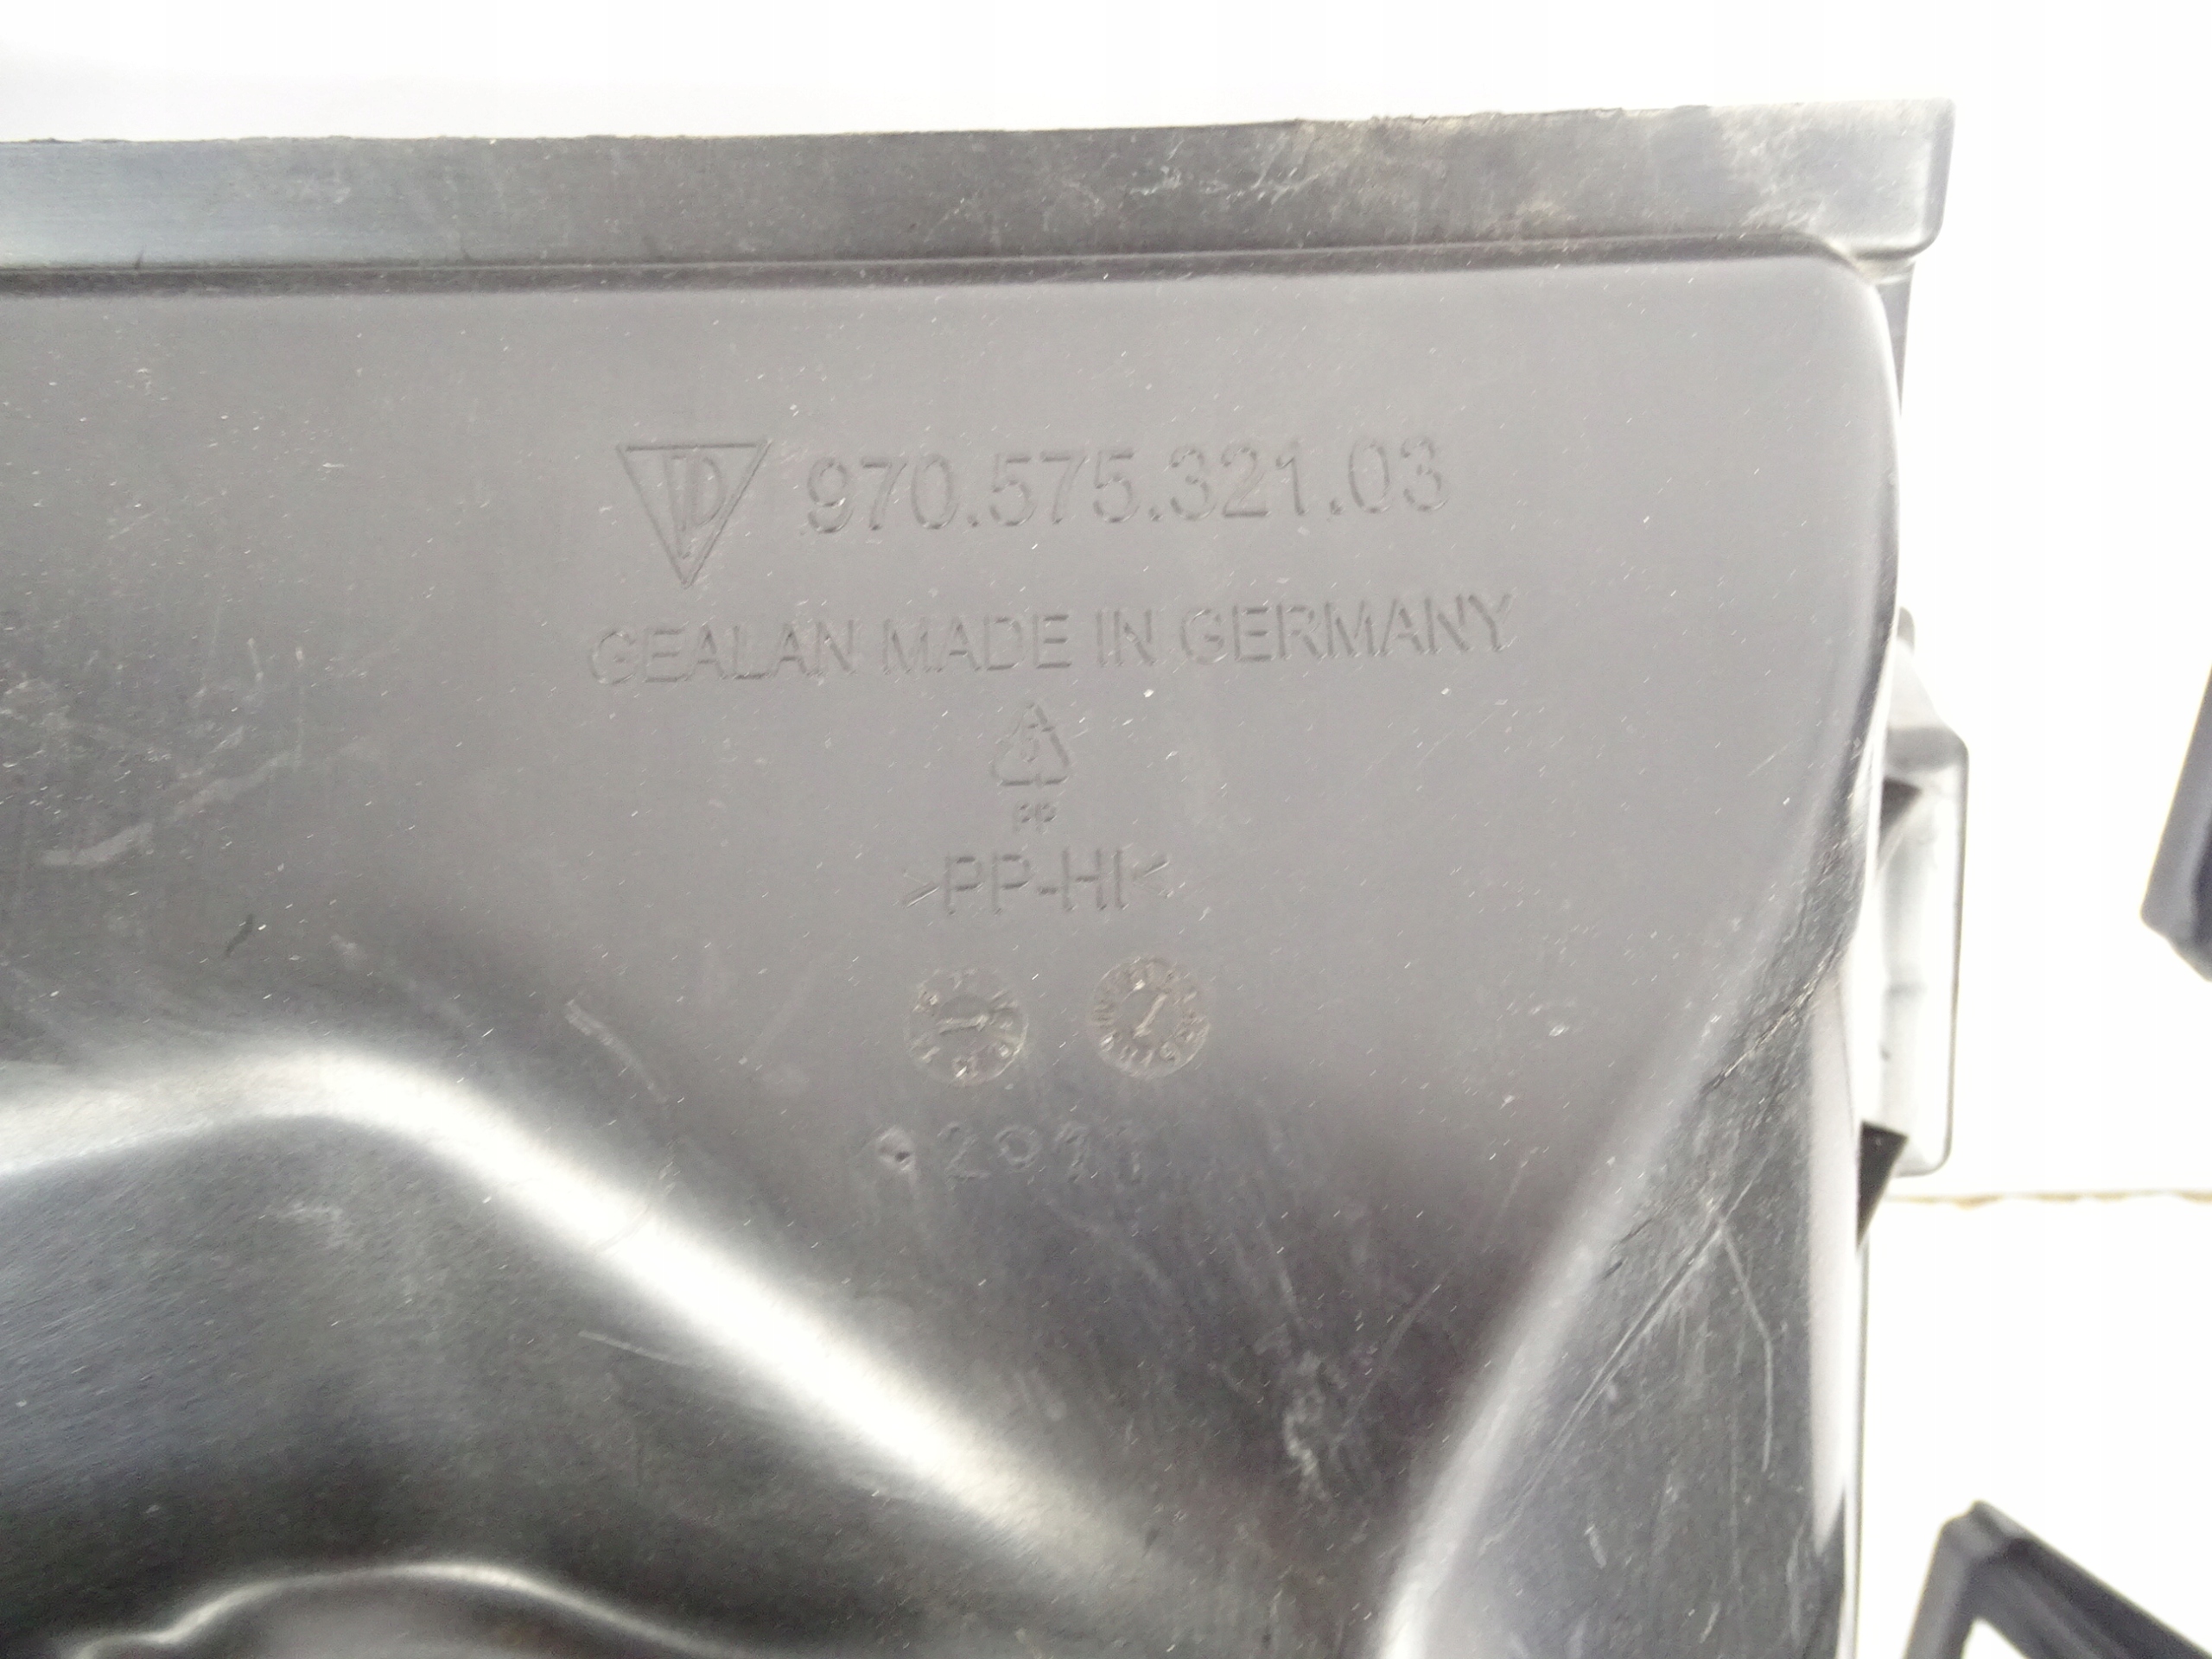 970.575.321.03
GEALAN MADE IN GERMANY
PP
>PP-HI<